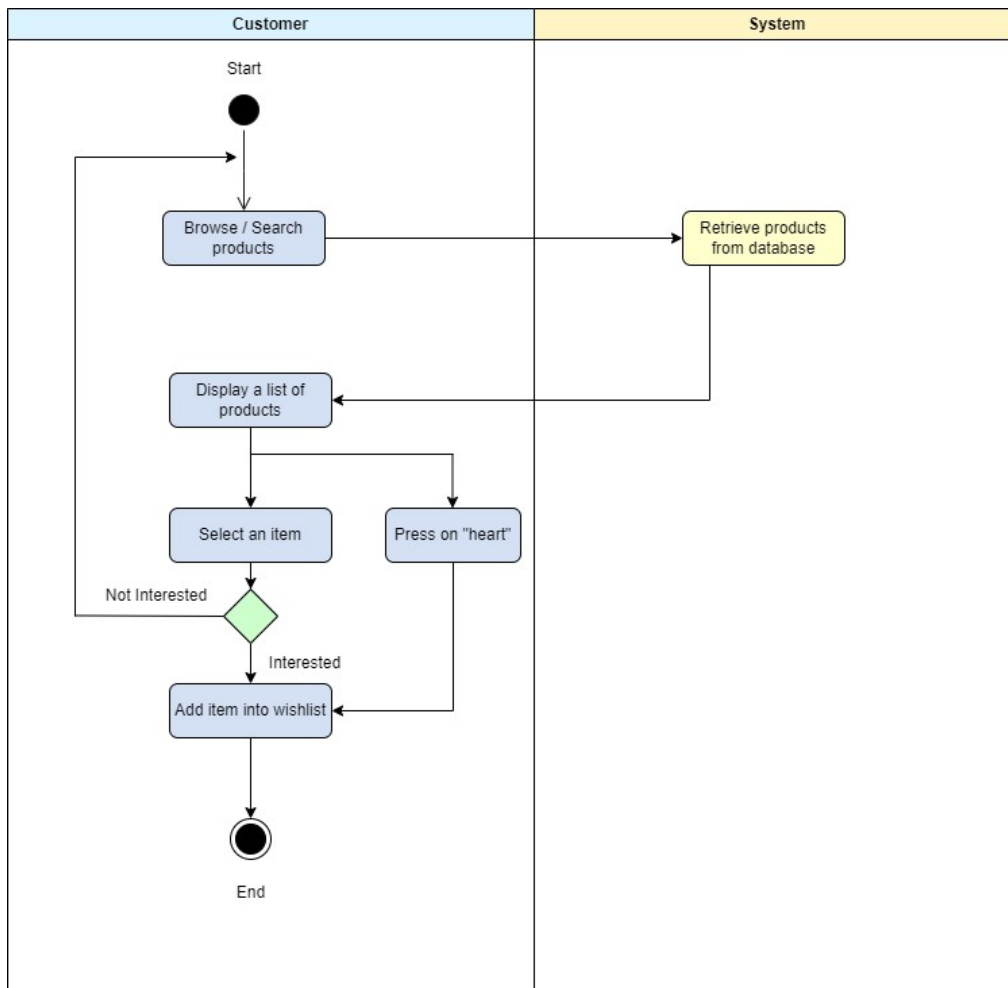 Customer
System
Start
Browse / Search
products
Retrieve products
from database
Display a list of
products
Select an item
Press on "heart"
Not Interested
Interested
Add item into wishlist
End